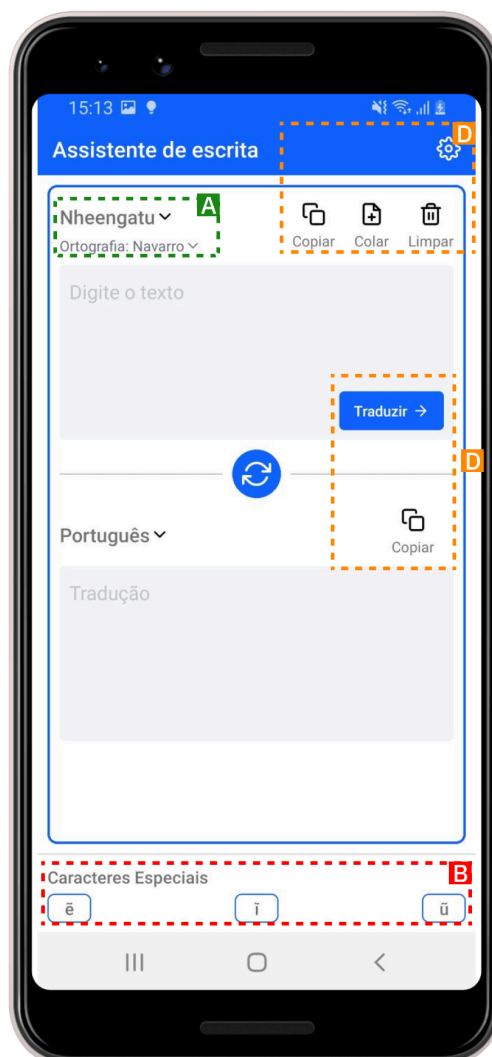 15:13
D
Assistente de escrita
Nheengatu A
Ortografia: Navarro
Copiar Colar Limpar
Digite o texto
Traduzir →
D
Português
Copiar
Tradução
Caracteres Especiais B
ẽ ĩ ũ